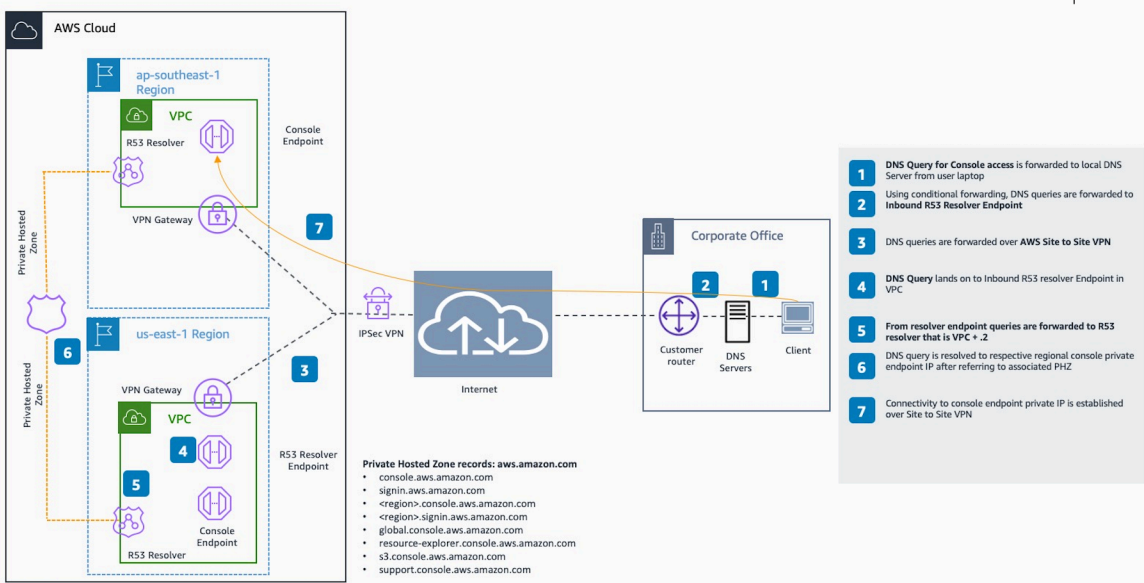 AWS Cloud
ap-southeast-1
Region
VPC
R53 Resolver
Console
Endpoint
VPN Gateway
7
Private Hosted
Zone
6
us-east-1 Region
VPN Gateway
3
VPC
4
R53 Resolver
Endpoint
5
Console
Endpoint
R53 Resolver
Private Hosted
Zone
IPSec VPN
Internet
Corporate Office
2
1
Customer
router
DNS
Servers
Client
Private Hosted Zone records: aws.amazon.com
• console.aws.amazon.com
• signin.aws.amazon.com
• <region>.console.aws.amazon.com
• <region>.signin.aws.amazon.com
• global.console.aws.amazon.com
• resource-explorer.console.aws.amazon.com
• s3.console.aws.amazon.com
• support.console.aws.amazon.com
1
DNS Query for Console access is forwarded to local DNS
Server from user laptop
2
Using conditional forwarding, DNS queries are forwarded to
Inbound R53 Resolver Endpoint
3
DNS queries are forwarded over AWS Site to Site VPN
4
DNS Query lands on to Inbound R53 resolver Endpoint in
VPC
5
From resolver endpoint queries are forwarded to R53
resolver that is VPC + .2
6
DNS query is resolved to respective regional console private
endpoint IP after referring to associated PHZ
7
Connectivity to console endpoint private IP is established
over Site to Site VPN